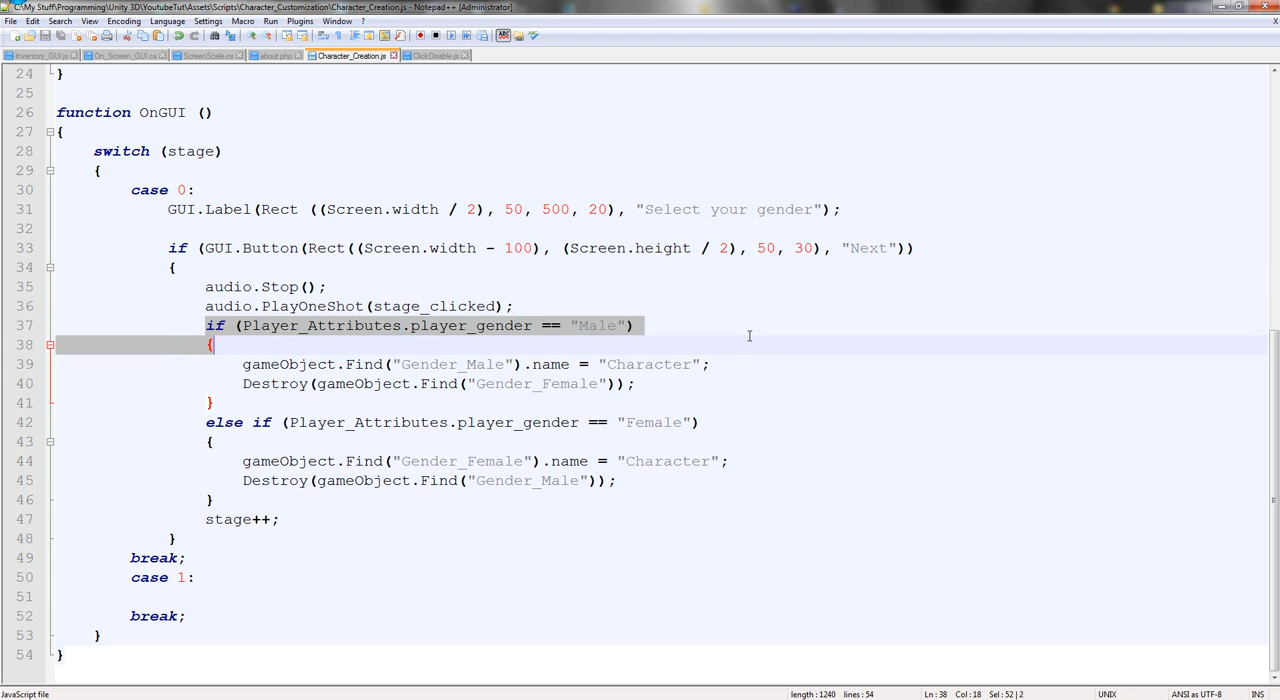 C:\My Stuff\Programming\Unity 3D\YoutubeTut\Assets\Scripts\Character_Customization\Character_Creation.js - Notepad++ [Administrator]
File Edit Search View Encoding Language Settings Macro Run Plugins Window ?
X
Inventory_GUI.js On_Screen_GUI.cs ScreenScale.cs about.php Character_Creation.js ClickDisable.js
24 }
25
26 function OnGUI ()
27 {
28 switch (stage)
29 {
30 case 0:
31 GUI.Label(Rect ((Screen.width / 2), 50, 500, 20), "Select your gender");
32
33 if (GUI.Button(Rect((Screen.width - 100), (Screen.height / 2), 50, 30), "Next"))
34 {
35 audio.Stop();
36 audio.PlayOneShot(stage_clicked);
37 if (Player_Attributes.player_gender == "Male")
38 {
39 gameObject.Find("Gender_Male").name = "Character";
40 Destroy(gameObject.Find("Gender_Female"));
41 }
42 else if (Player_Attributes.player_gender == "Female")
43 {
44 gameObject.Find("Gender_Female").name = "Character";
45 Destroy(gameObject.Find("Gender_Male"));
46 }
47 stage++;
48 }
49 break;
50 case 1:
51
52 break;
53 }
54 }
JavaScript file length : 1240 lines : 54 Ln : 38 Col : 18 Sel : 52 | 2 UNIX ANSI as UTF-8 INS